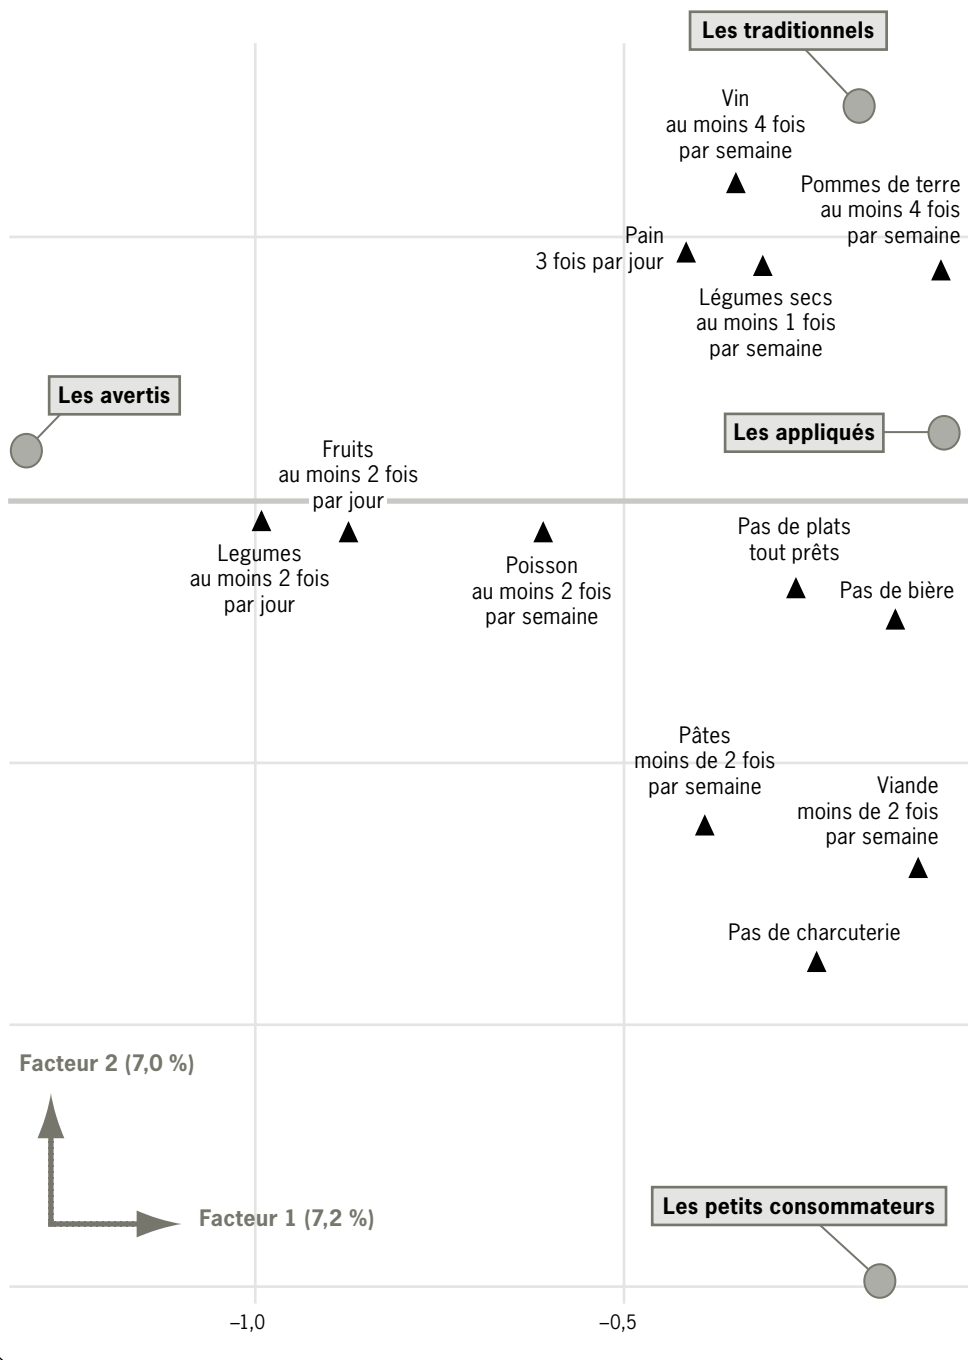 Les traditionnels
Vin
au moins 4 fois
par semaine
Pommes de terre
au moins 4 fois
par semaine
Pain
3 fois par jour
Légumes secs
au moins 1 fois
par semaine
Les avertis
Les appliqués
Fruits
au moins 2 fois
par jour
Legumes
au moins 2 fois
par jour
Poisson
au moins 2 fois
par semaine
Pas de plats
tout prêts
Pas de bière
Pâtes
moins de 2 fois
par semaine
Viande
moins de 2 fois
par semaine
Pas de charcuterie
Facteur 2 (7,0 %)
Facteur 1 (7,2 %)
Les petits consommateurs
–1,0
–0,5